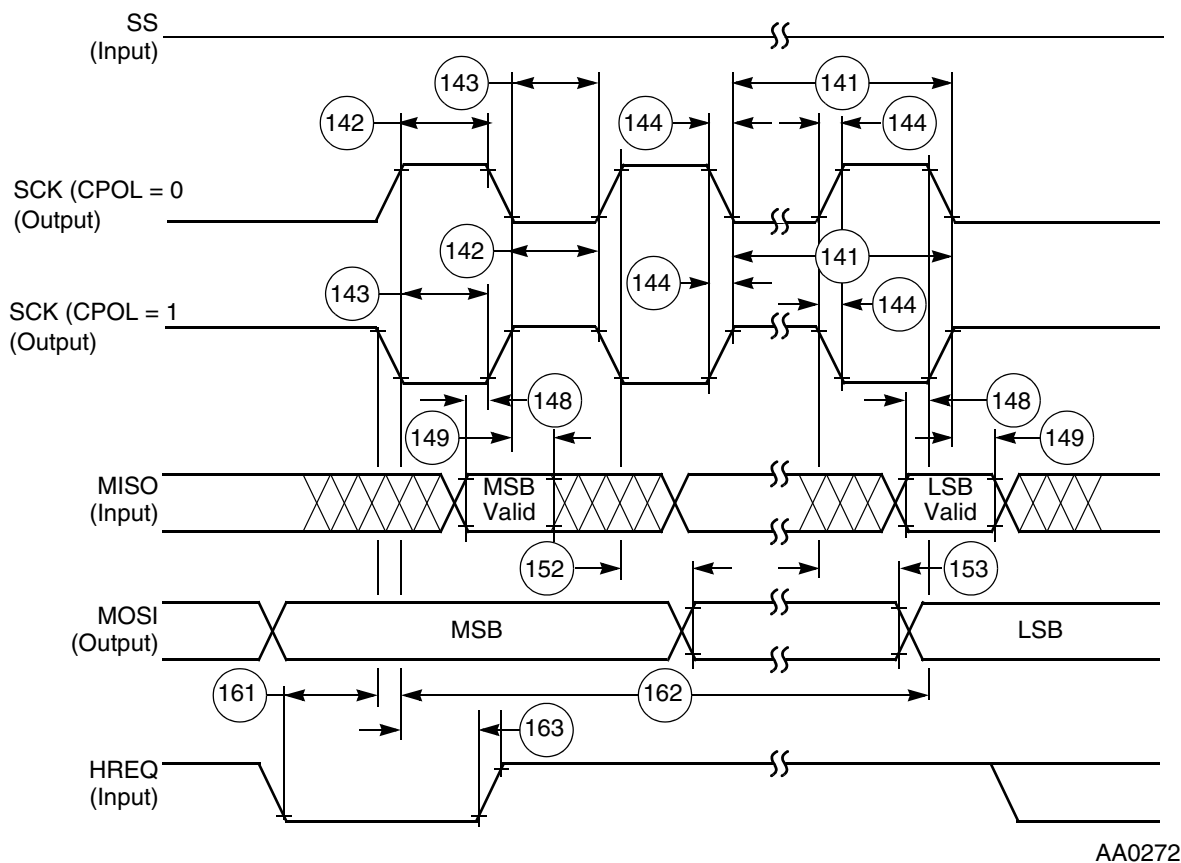 SS
(Input)
143
141
142
144
144
SCK (CPOL = 0
(Output)
142
141
144
143
144
SCK (CPOL = 1
(Output)
148
148
149
149
MISO
(Input)
MSB
Valid
LSB
Valid
152
153
MOSI
(Output)
MSB
LSB
161
162
163
HREQ
(Input)
AA0272